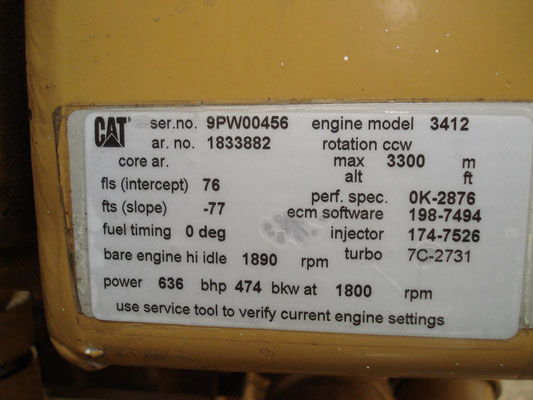 CAT ser.no. 9PW00456 engine model 3412
ar. no. 1833882 rotation ccw
core ar. max 3300 m
alt ft
fls (intercept) 76 perf. spec. 0K-2876
fts (slope) -77 ecm software 198-7494
fuel timing 0 deg injector 174-7526
bare engine hi idle 1890 rpm turbo 7C-2731
power 636 bhp 474 bkw at 1800 rpm
use service tool to verify current engine settings